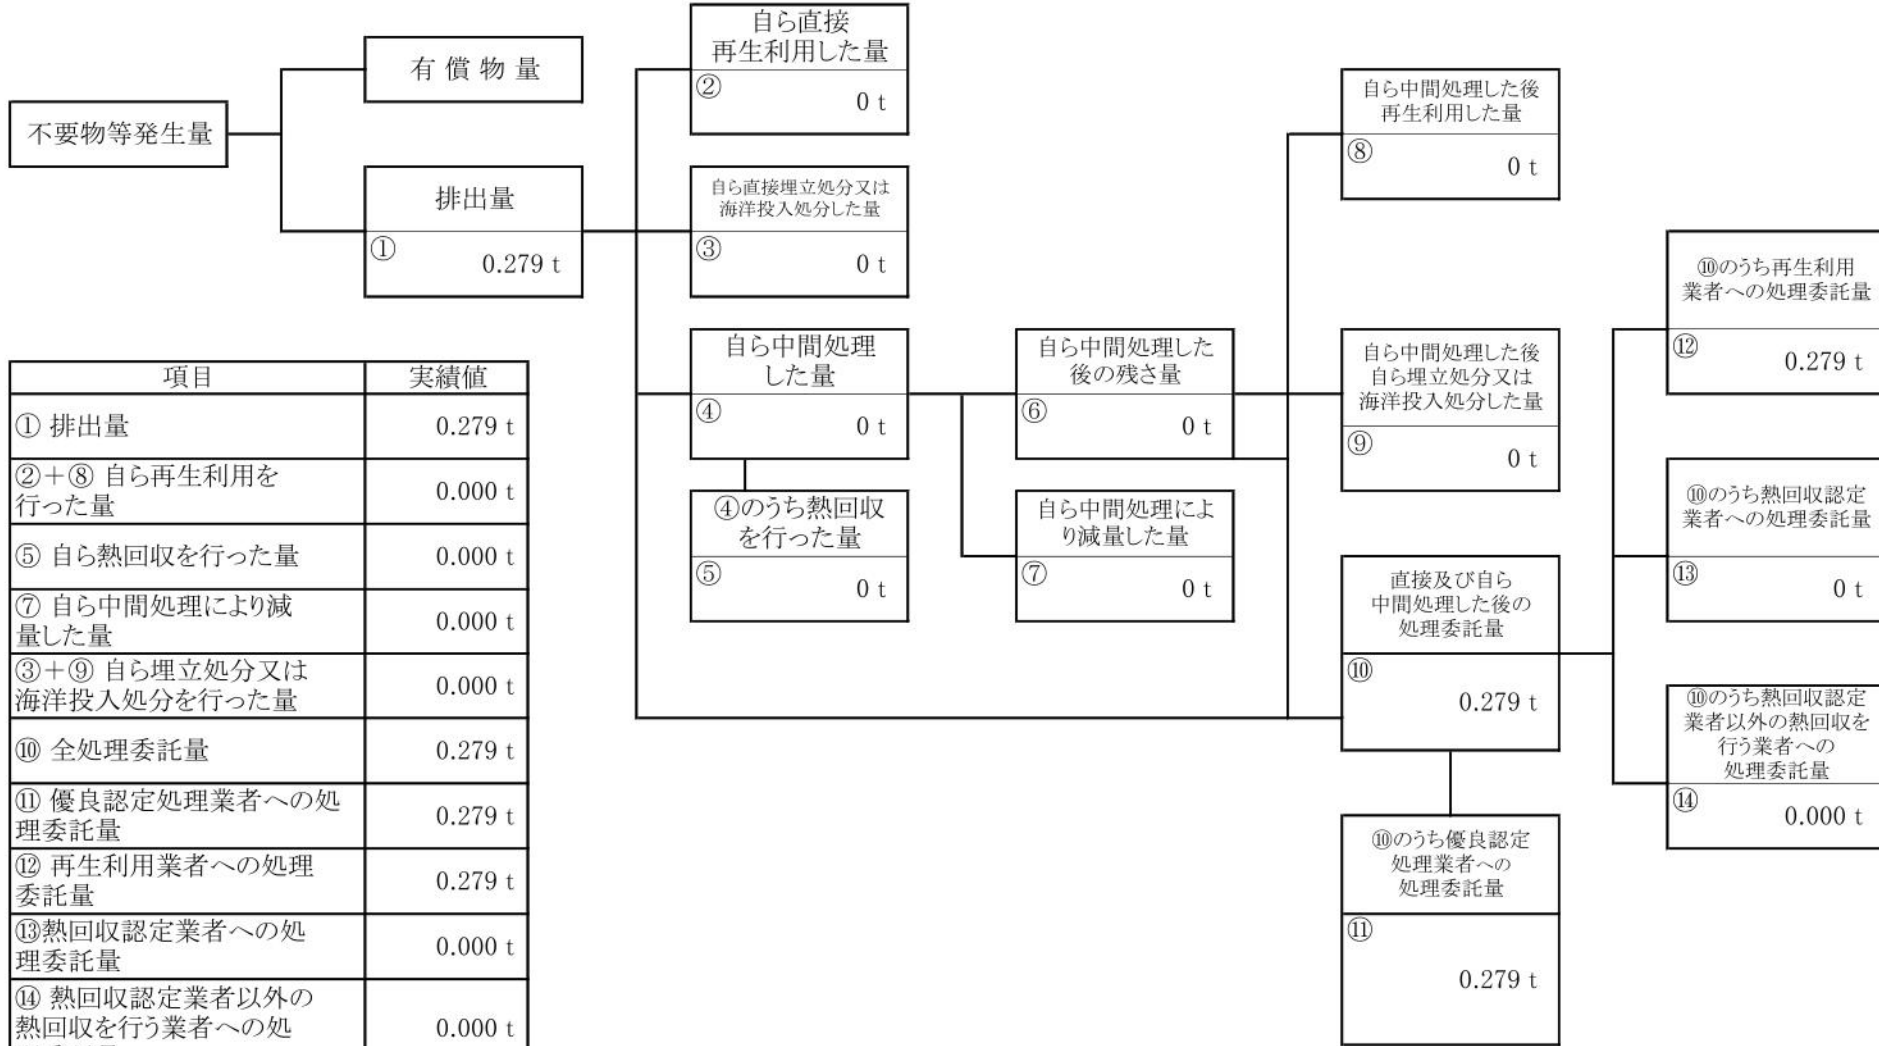 不要物等発生量
有償物量
排出量
①
0.279 t
自ら直接
再生利用した量
②
0 t
自ら直接埋立処分又は
海洋投入処分した量
③
0 t
自ら中間処理
した量
④
0 t
④のうち熱回収
を行った量
⑤
0 t
自ら中間処理した
後の残さ量
⑥
0 t
自ら中間処理によ
り減量した量
⑦
0 t
自ら中間処理した後
再生利用した量
⑧
0 t
自ら中間処理した後
自ら埋立処分又は
海洋投入処分した量
⑨
0 t
直接及び自ら
中間処理した後の
処理委託量
⑩
0.279 t
⑩のうち優良認定
処理業者への
処理委託量
⑪
0.279 t
⑩のうち再生利用
業者への処理委託量
⑫
0.279 t
⑩のうち熱回収認定
業者への処理委託量
⑬
0 t
⑩のうち熱回収認定
業者以外の熱回収を
行う業者への
処理委託量
⑭
0.000 t
項目 実績値
① 排出量 0.279 t
②＋⑧ 自ら再生利用を
行った量 0.000 t
⑤ 自ら熱回収を行った量 0.000 t
⑦ 自ら中間処理により減
量した量 0.000 t
③＋⑨ 自ら埋立処分又は
海洋投入処分を行った量 0.000 t
⑩ 全処理委託量 0.279 t
⑪ 優良認定処理業者への処
理委託量 0.279 t
⑫ 再生利用業者への処理
委託量 0.279 t
⑬熱回収認定業者への処
理委託量 0.000 t
⑭ 熱回収認定業者以外の
熱回収を行う業者への処 0.000 t